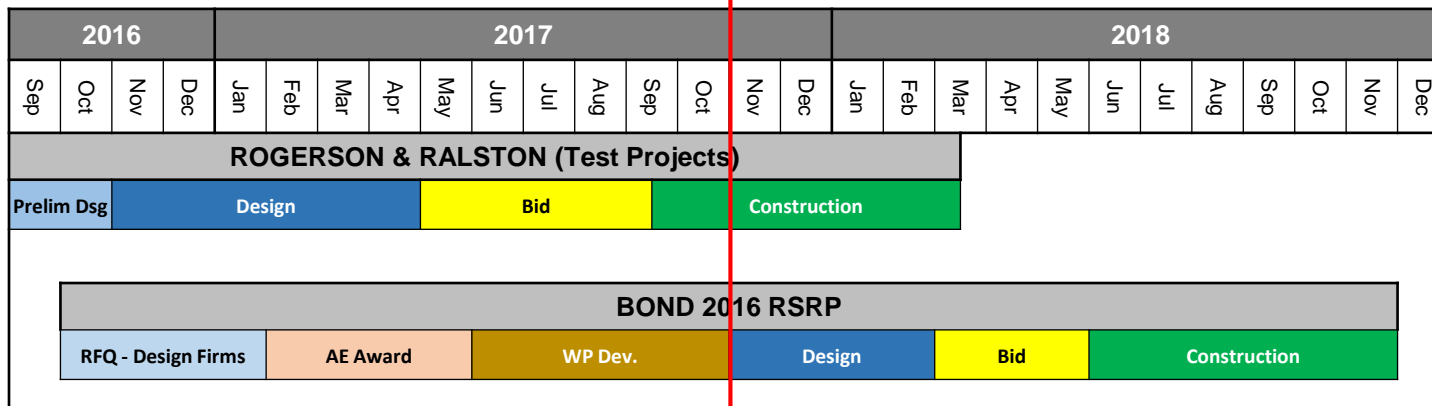 2016 2017 2018
Sep Oct Nov Dec Jan Feb Mar Apr May Jun Jul Aug Sep Oct Nov Dec Jan Feb Mar Apr May Jun Jul Aug Sep Oct Nov Dec
ROGERSON & RALSTON (Test Projects)
Prelim Dsg Design Bid Construction
BOND 2016 RSRP
RFQ - Design Firms AE Award WP Dev. Design Bid Construction